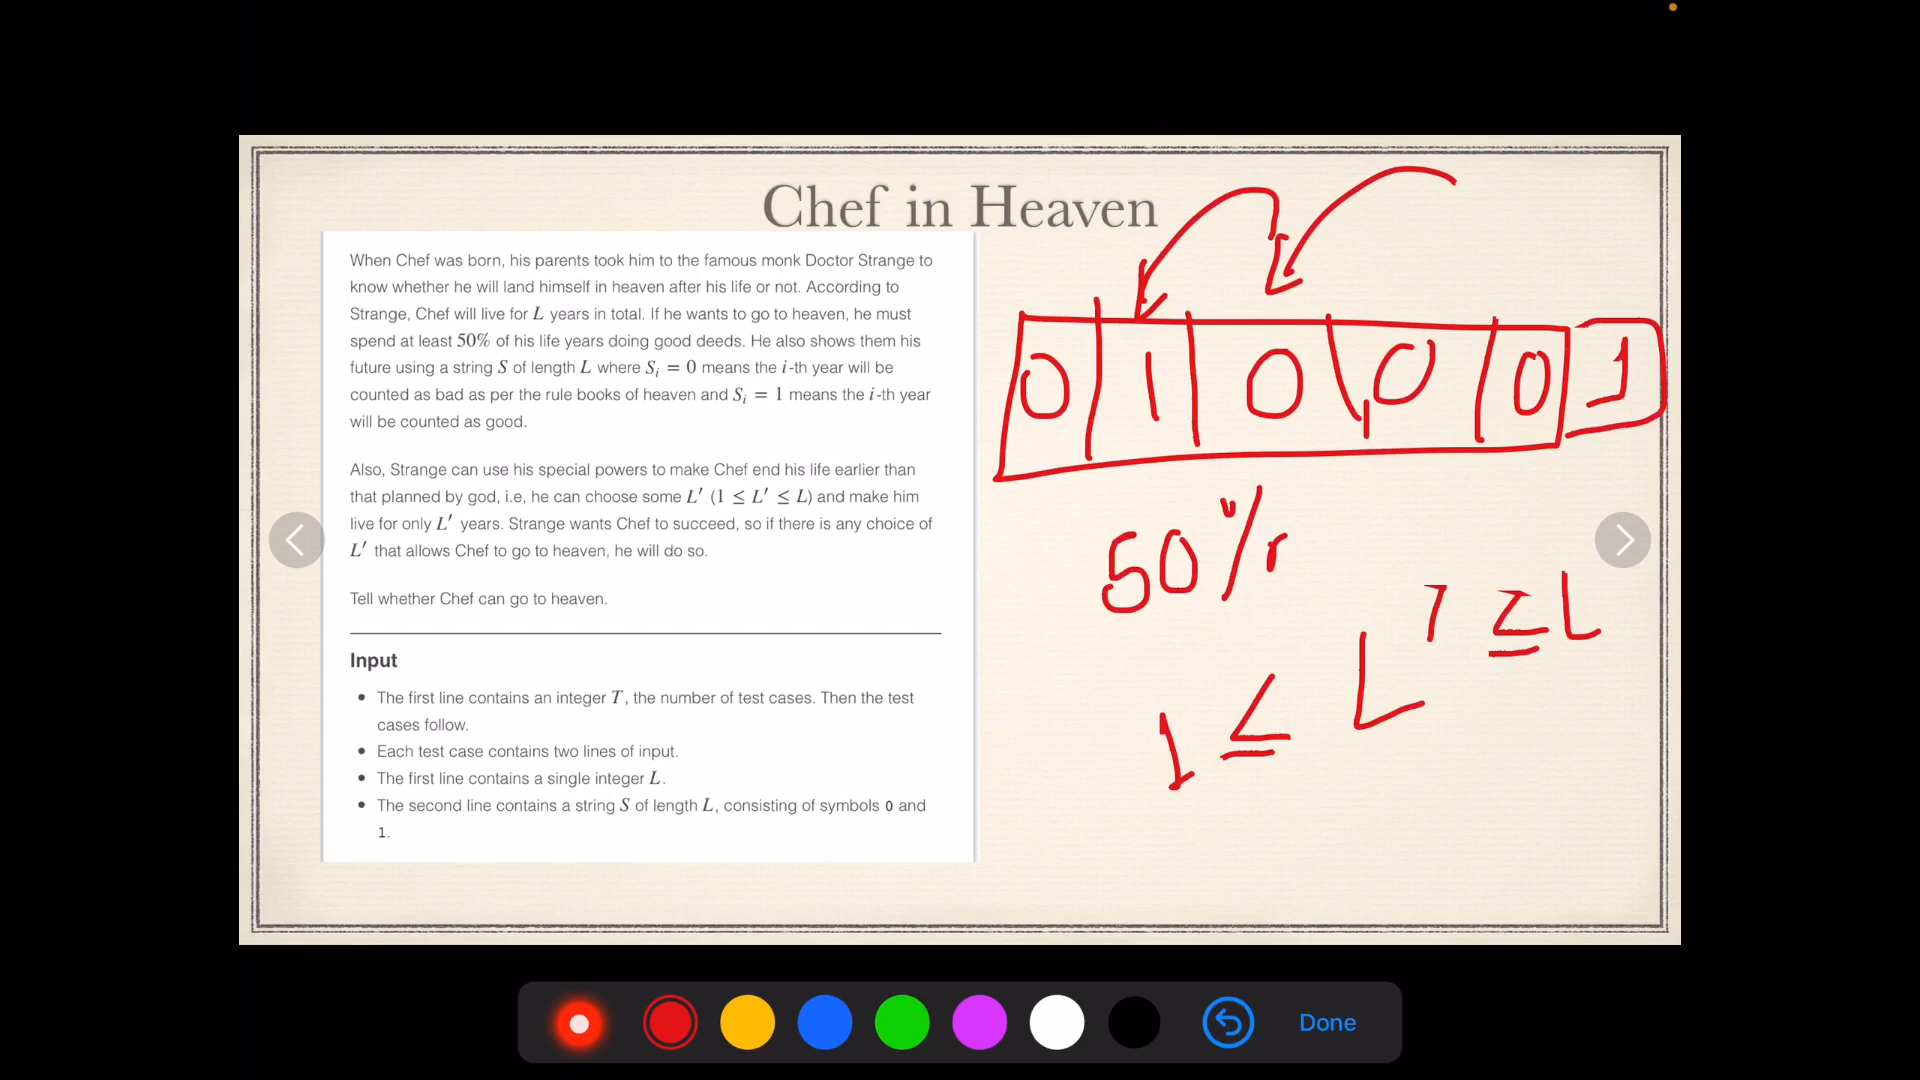 Chef in Heaven
When Chef was born, his parents took him to the famous monk Doctor Strange to
know whether he will land himself in heaven after his life or not. According to
Strange, Chef will live for L years in total. If he wants to go to heaven, he must
spend at least 50% of his life years doing good deeds. He also shows them his
future using a string S of length L where Sᵢ = 0 means the i-th year will be
counted as bad as per the rule books of heaven and Sᵢ = 1 means the i-th year
will be counted as good.
Also, Strange can use his special powers to make Chef end his life earlier than
that planned by god, i.e, he can choose some L′ (1 ≤ L′ ≤ L) and make him
live for only L′ years. Strange wants Chef to succeed, so if there is any choice of
L′ that allows Chef to go to heaven, he will do so.
Tell whether Chef can go to heaven.
Input
• The first line contains an integer T, the number of test cases. Then the test
cases follow.
• Each test case contains two lines of input.
• The first line contains a single integer L.
• The second line contains a string S of length L, consisting of symbols 0 and
1.
0 1 0 0 0 1
50%
1 ≤ L
Done